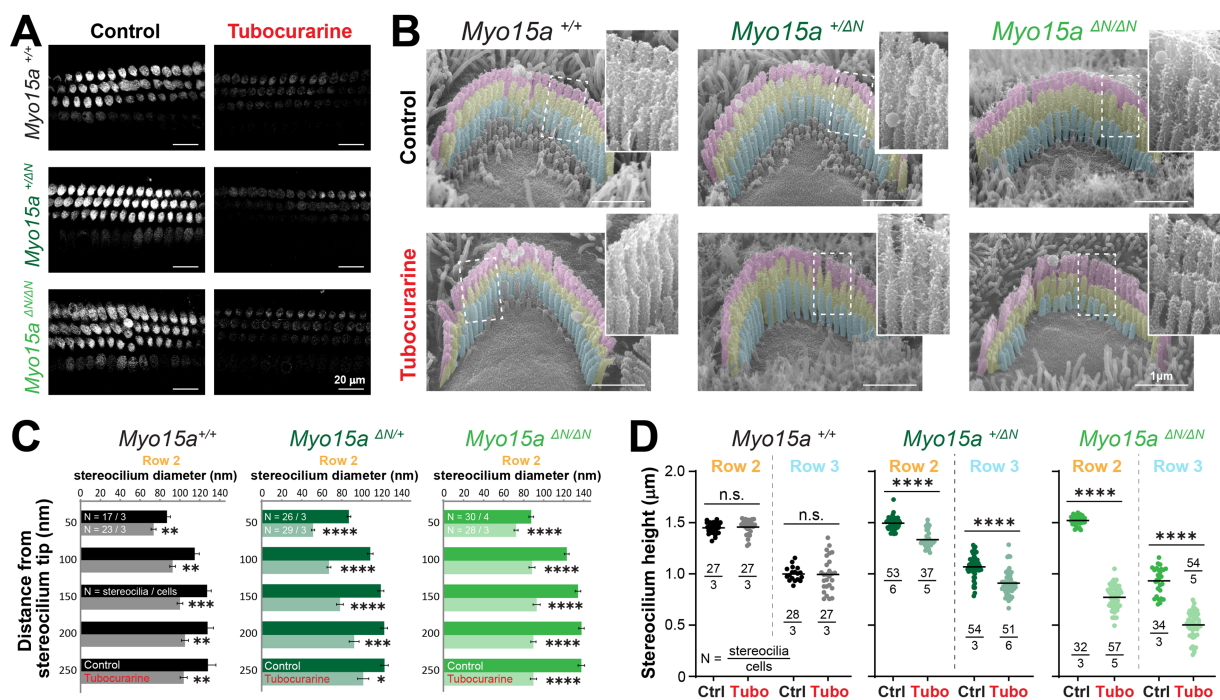 A
Control
Tubocurarine
Myo15a +/+
Myo15a +/ΔN
Myo15a ΔN/ΔN
20 μm
B
Myo15a +/+
Myo15a +/ΔN
Myo15a ΔN/ΔN
Control
Tubocurarine
1μm
C
Myo15a+/+
Myo15a ΔN/+
Myo15a ΔN/ΔN
Row 2
Row 2
Row 2
stereocilium diameter (nm)
stereocilium diameter (nm)
stereocilium diameter (nm)
0 20 40 60 80 100 120 140
0 20 40 60 80 100 120 140
0 20 40 60 80 100 120 140
Distance from
stereocilium tip (nm)
50
N = 17 / 3
N = 23 / 3
**
N = 26 / 3
N = 29 / 3
****
N = 30 / 4
N = 28 / 3
****
100
**
****
****
150
N = stereocilia / cells
***
****
****
200
**
***
****
250
Control
Tubocurarine
**
Control
Tubocurarine
*
Control
Tubocurarine
****
D
Myo15a +/+
Myo15a +/ΔN
Myo15a ΔN/ΔN
Stereocilium height (μm)
2.0
1.5
1.0
0.5
0
Row 2
Row 3
n.s.
n.s.
27
3
27
3
28
3
27
3
N = stereocilia
cells
Ctrl Tubo Ctrl Tubo
Row 2
Row 3
****
****
53
6
37
5
54
3
51
6
Ctrl Tubo Ctrl Tubo
Row 2
Row 3
****
****
32
3
57
5
34
3
54
5
Ctrl Tubo Ctrl Tubo